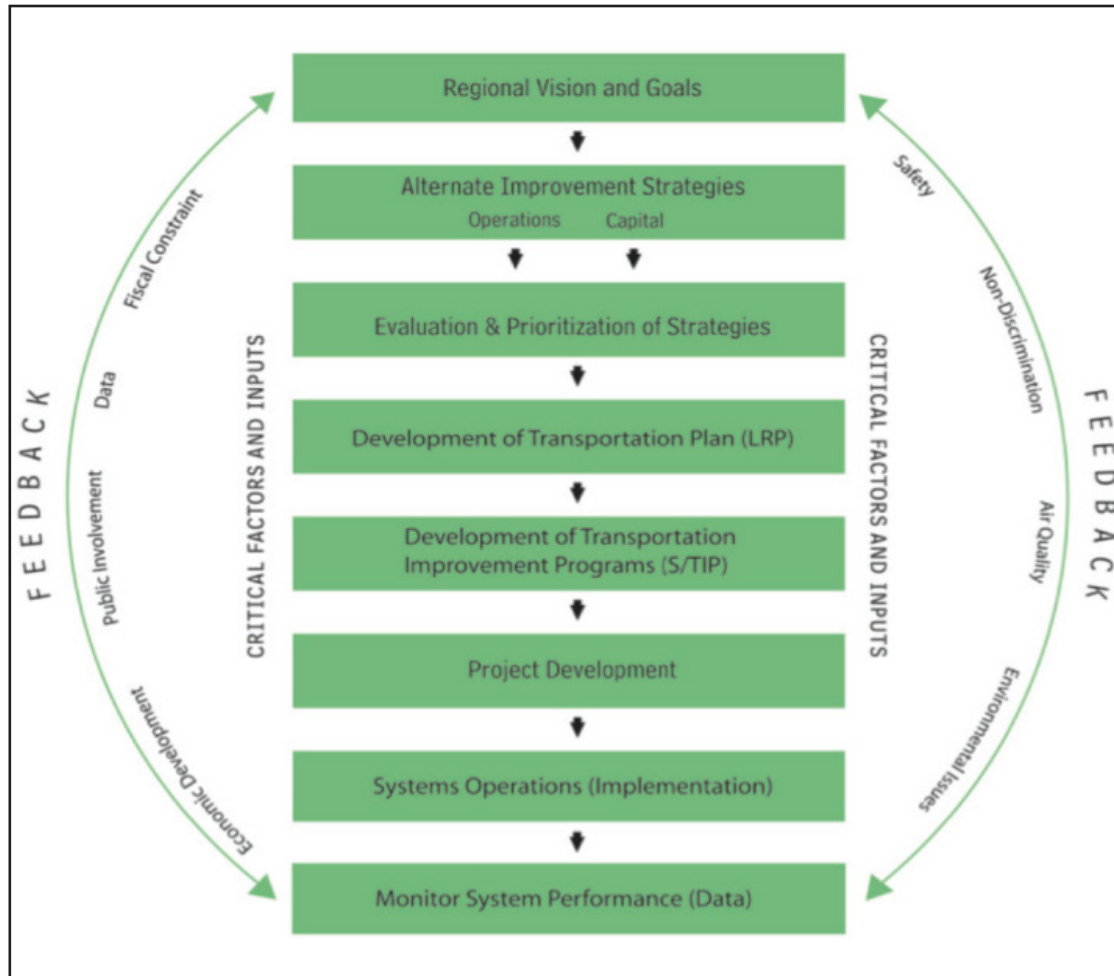 Regional Vision and Goals
Alternate Improvement Strategies
Operations Capital
Evaluation & Prioritization of Strategies
Development of Transportation Plan (LRP)
Development of Transportation
Improvement Programs (S/TIP)
Project Development
Systems Operations (Implementation)
Monitor System Performance (Data)
FEEDBACK
Fiscal Constraint
Data
Public Involvement
Economic Development
CRITICAL FACTORS AND INPUTS
CRITICAL FACTORS AND INPUTS
Safety
Non-Discrimination
Air Quality
Environmental Issues
FEEDBACK